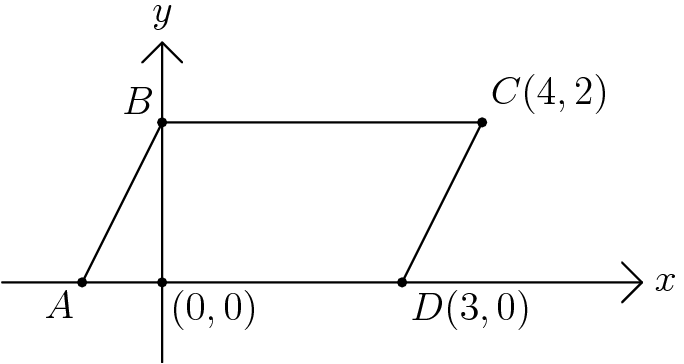 y
B
C(4, 2)
x
A
(0, 0)
D(3, 0)